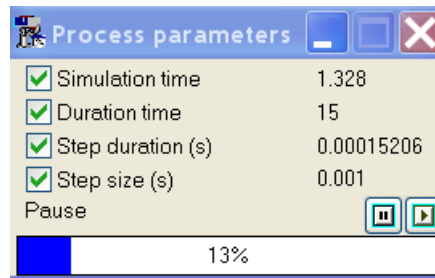 Process parameters
Simulation time 1.328
Duration time 15
Step duration (s) 0.00015206
Step size (s) 0.001
Pause
13%